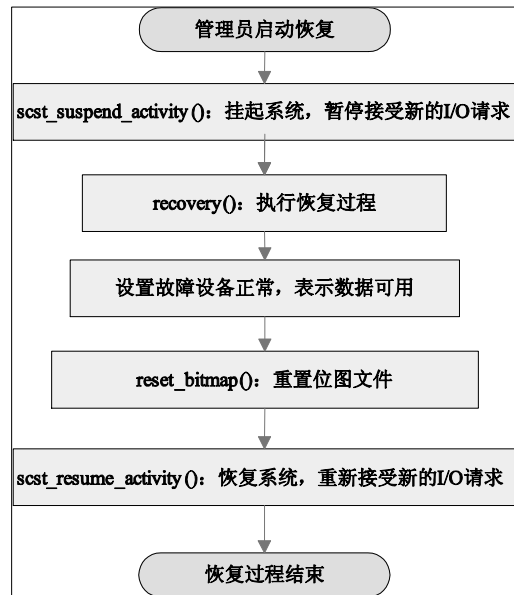 管理员启动恢复
scst_suspend_activity()：挂起系统，暂停接受新的I/O请求
recovery()：执行恢复过程
设置故障设备正常，表示数据可用
reset_bitmap()：重置位图文件
scst_resume_activity()：恢复系统，重新接受新的I/O请求
恢复过程结束